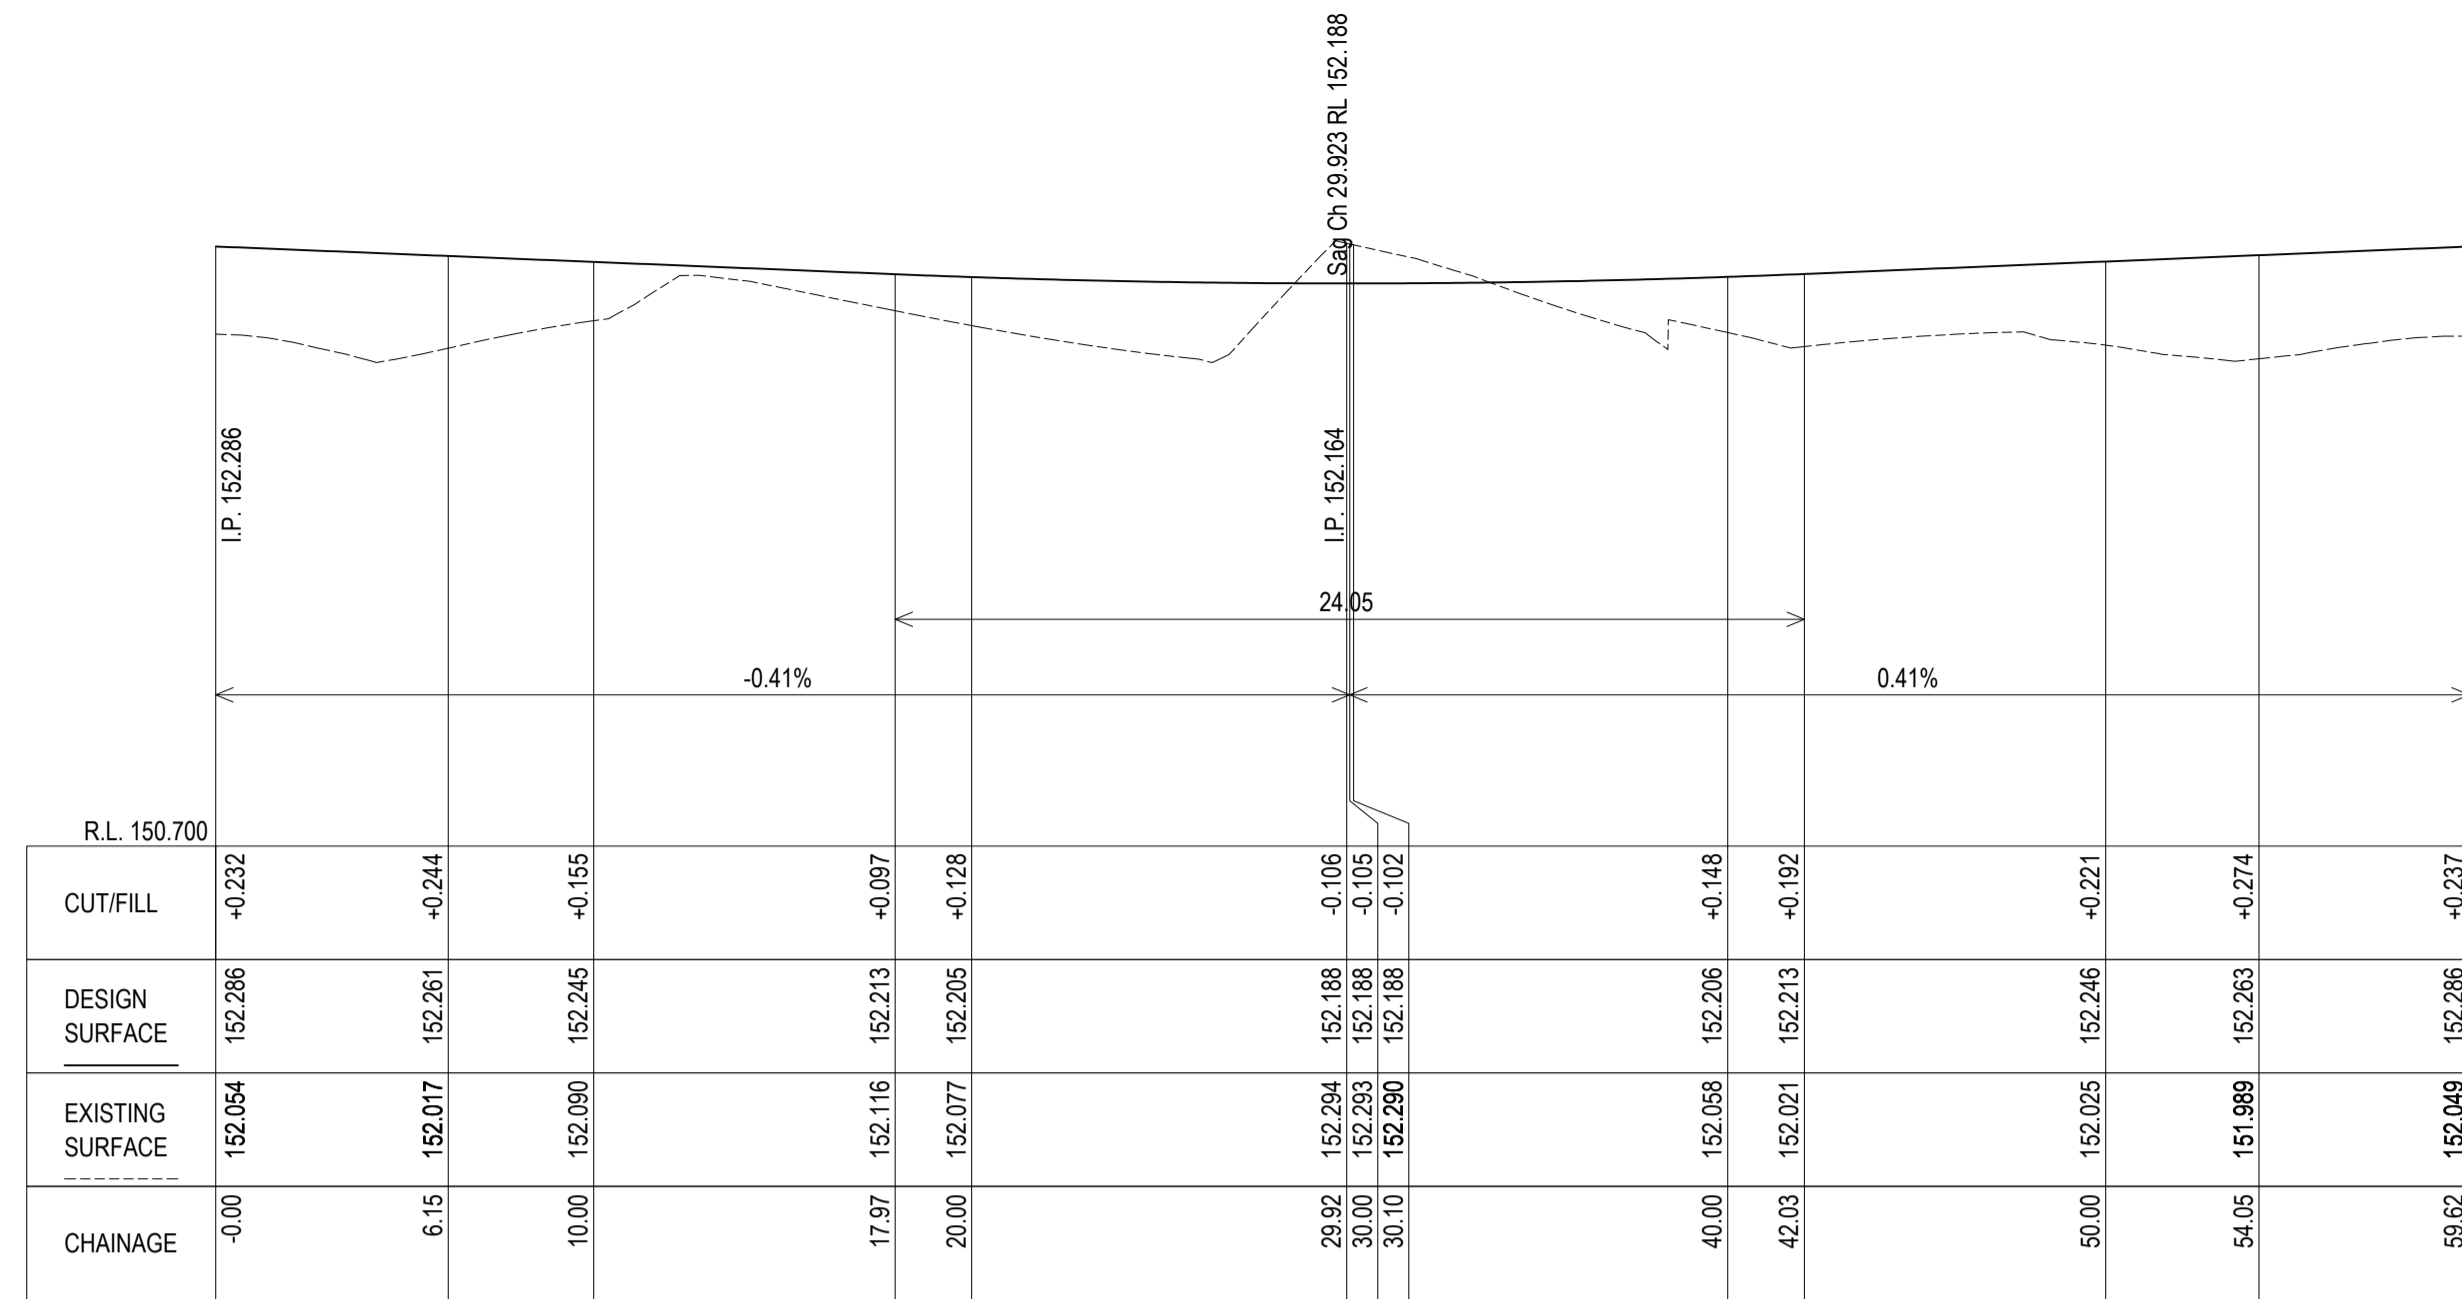 Sag Ch 29.923 RL 152.188
I.P. 152.286
I.P. 152.164
24.05
-0.41%
0.41%
R.L. 150.700
CUT/FILL +0.232 +0.244 +0.155 +0.097 +0.128 -0.106 -0.105 -0.102 +0.148 +0.192 +0.221 +0.274 +0.237
DESIGN
SURFACE
152.286 152.261 152.245 152.213 152.205 152.188 152.188 152.188 152.206 152.213 152.246 152.263 152.286
EXISTING
SURFACE
152.054 152.017 152.090 152.116 152.077 152.294 152.293 152.290 152.058 152.021 152.025 151.989 152.049
CHAINAGE -0.00 6.15 10.00 17.97 20.00 29.92 30.00 30.10 40.00 42.03 50.00 54.05 59.62